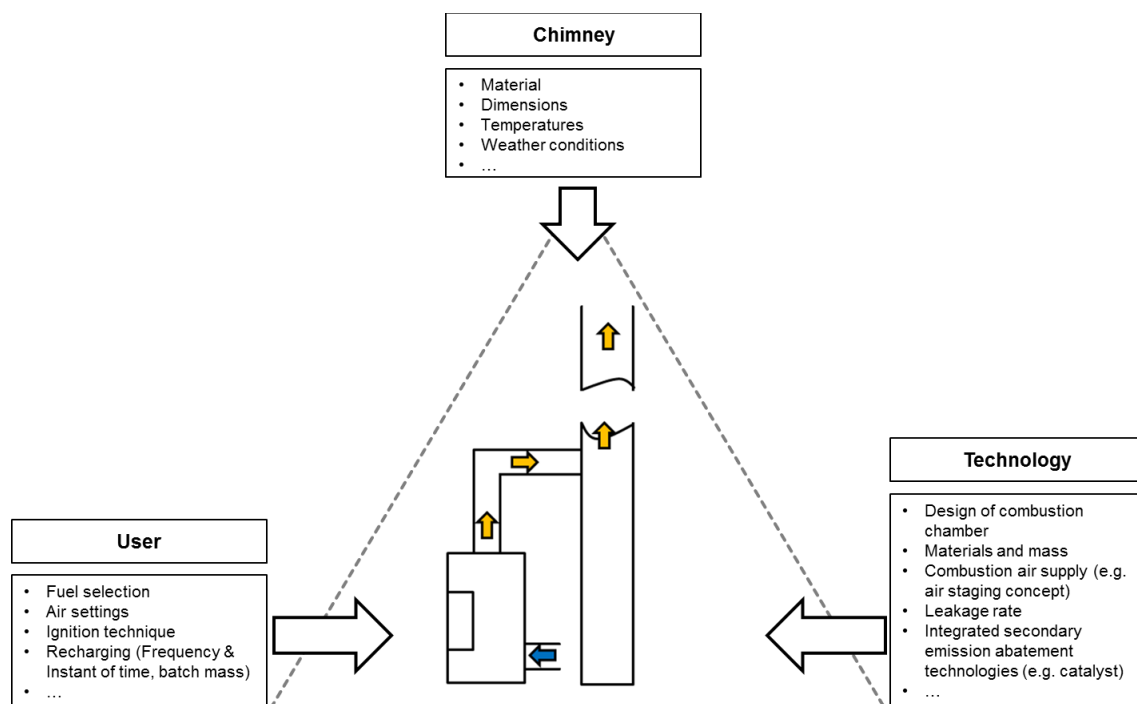 Chimney
• Material
• Dimensions
• Temperatures
• Weather conditions
• …
User
• Fuel selection
• Air settings
• Ignition technique
• Recharging (Frequency &
Instant of time, batch mass)
• …
Technology
• Design of combustion
chamber
• Materials and mass
• Combustion air supply (e.g.
air staging concept)
• Leakage rate
• Integrated secondary
emission abatement
technologies (e.g. catalyst)
• …